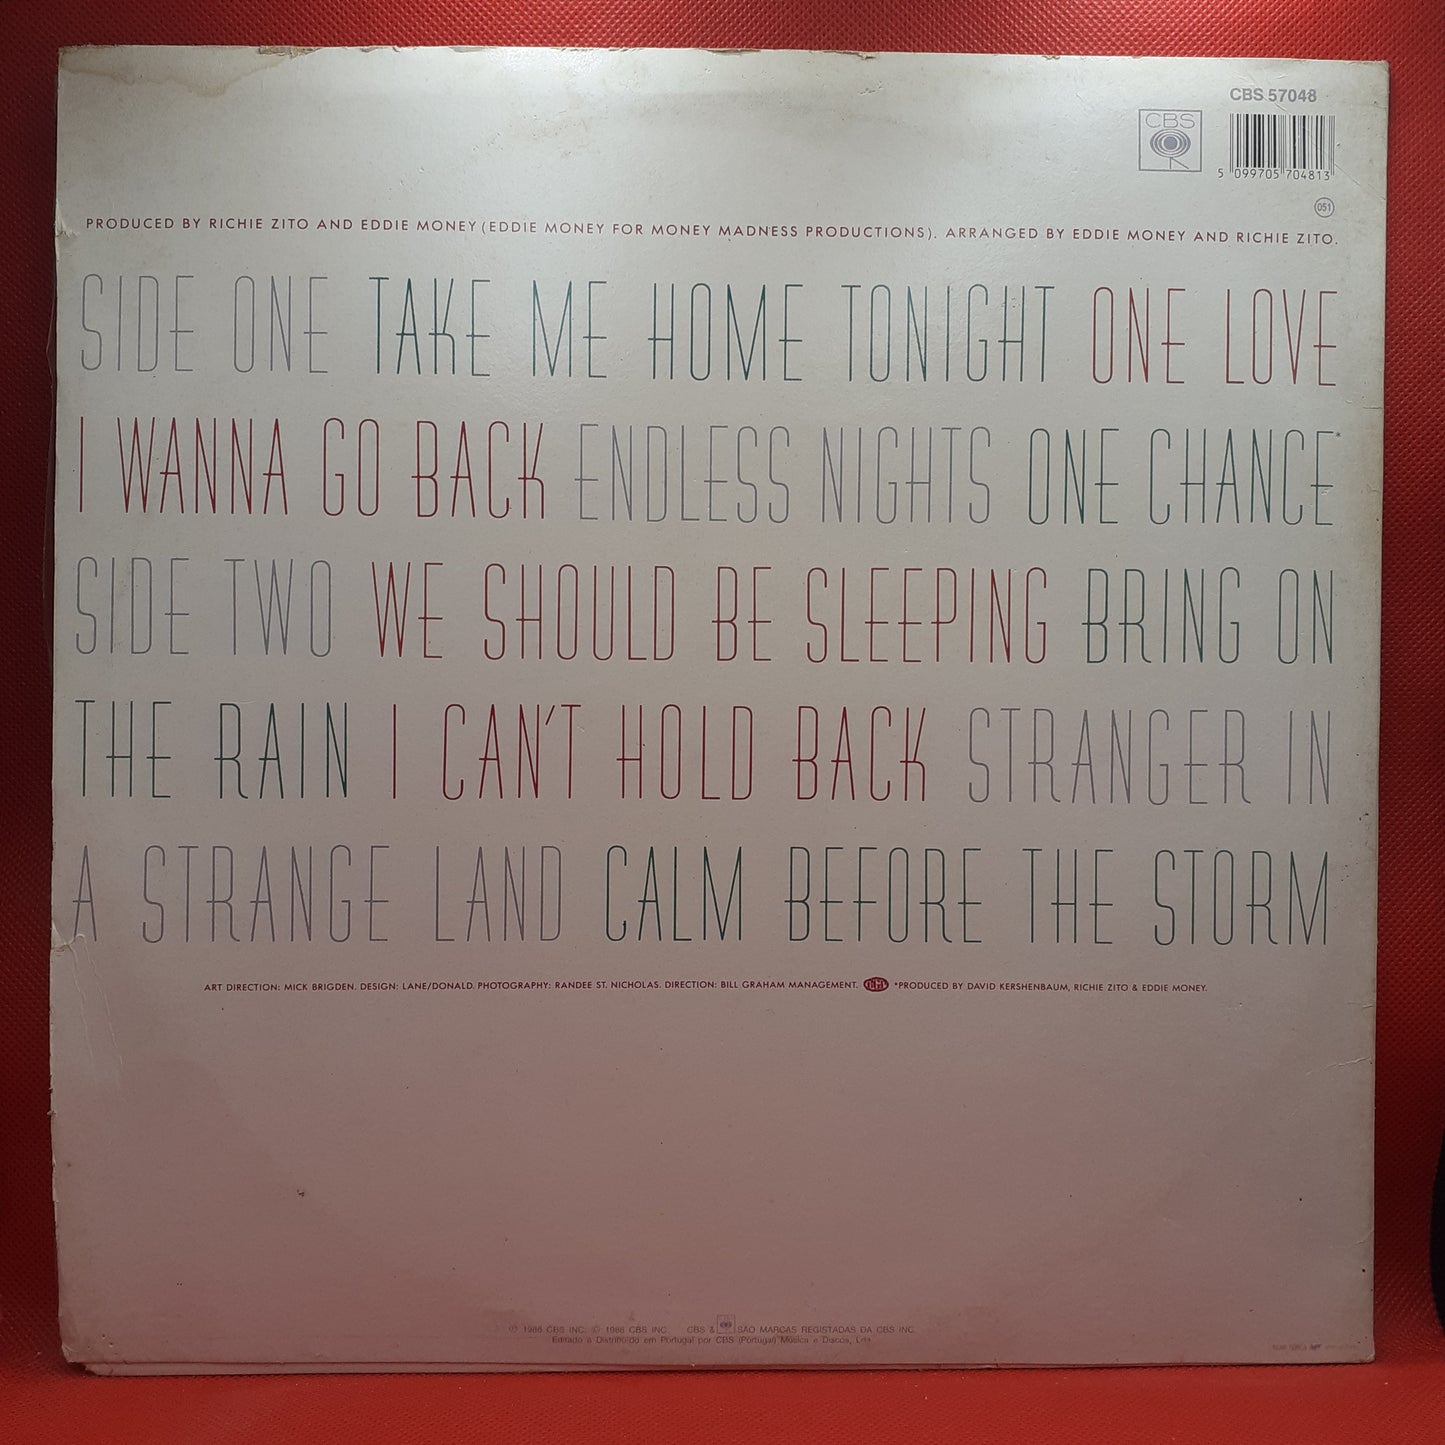 CBS 57048
CBS
5 099705 704813
051
PRODUCED BY RICHIE ZITO AND EDDIE MONEY (EDDIE MONEY FOR MONEY MADNESS PRODUCTIONS). ARRANGED BY EDDIE MONEY AND RICHIE ZITO.
SIDE ONE TAKE ME HOME TONIGHT ONE LOVE
I WANNA GO BACK ENDLESS NIGHTS ONE CHANCE*
SIDE TWO WE SHOULD BE SLEEPING BRING ON
THE RAIN I CAN'T HOLD BACK STRANGER IN
A STRANGE LAND CALM BEFORE THE STORM
ART DIRECTION: MICK BRIGDEN. DESIGN: LANE/DONALD. PHOTOGRAPHY: RANDEE ST. NICHOLAS. DIRECTION: BILL GRAHAM MANAGEMENT. *PRODUCED BY DAVID KERSHENBAUM, RICHIE ZITO & EDDIE MONEY.
℗ 1986 CBS INC. © 1986 CBS INC. CBS & SÃO MARCAS REGISTADAS DA CBS INC.
Editado e Distribuído em Portugal por CBS (Portugal) Música e Discos, Lda